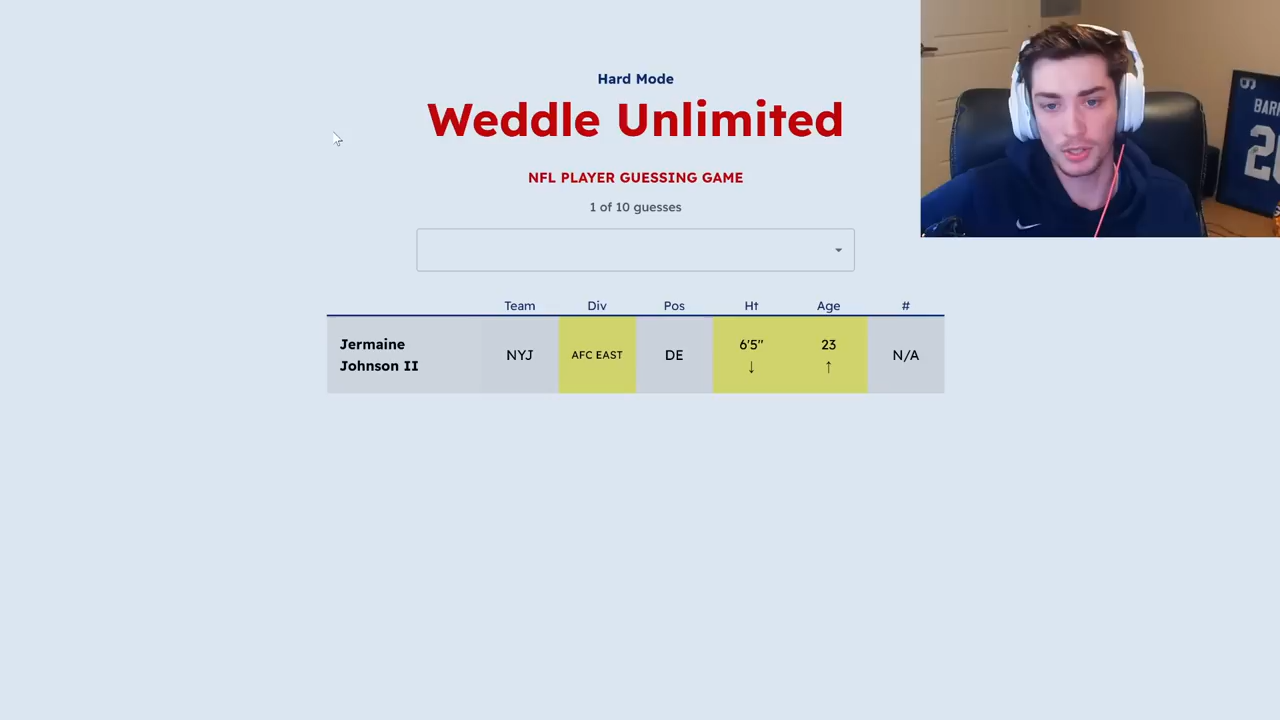 Hard Mode
Weddle Unlimited
NFL PLAYER GUESSING GAME
1 of 10 guesses
Team Div Pos Ht Age #
Jermaine
Johnson II
NYJ AFC EAST DE 6'5" ↓ 23 ↑ N/A